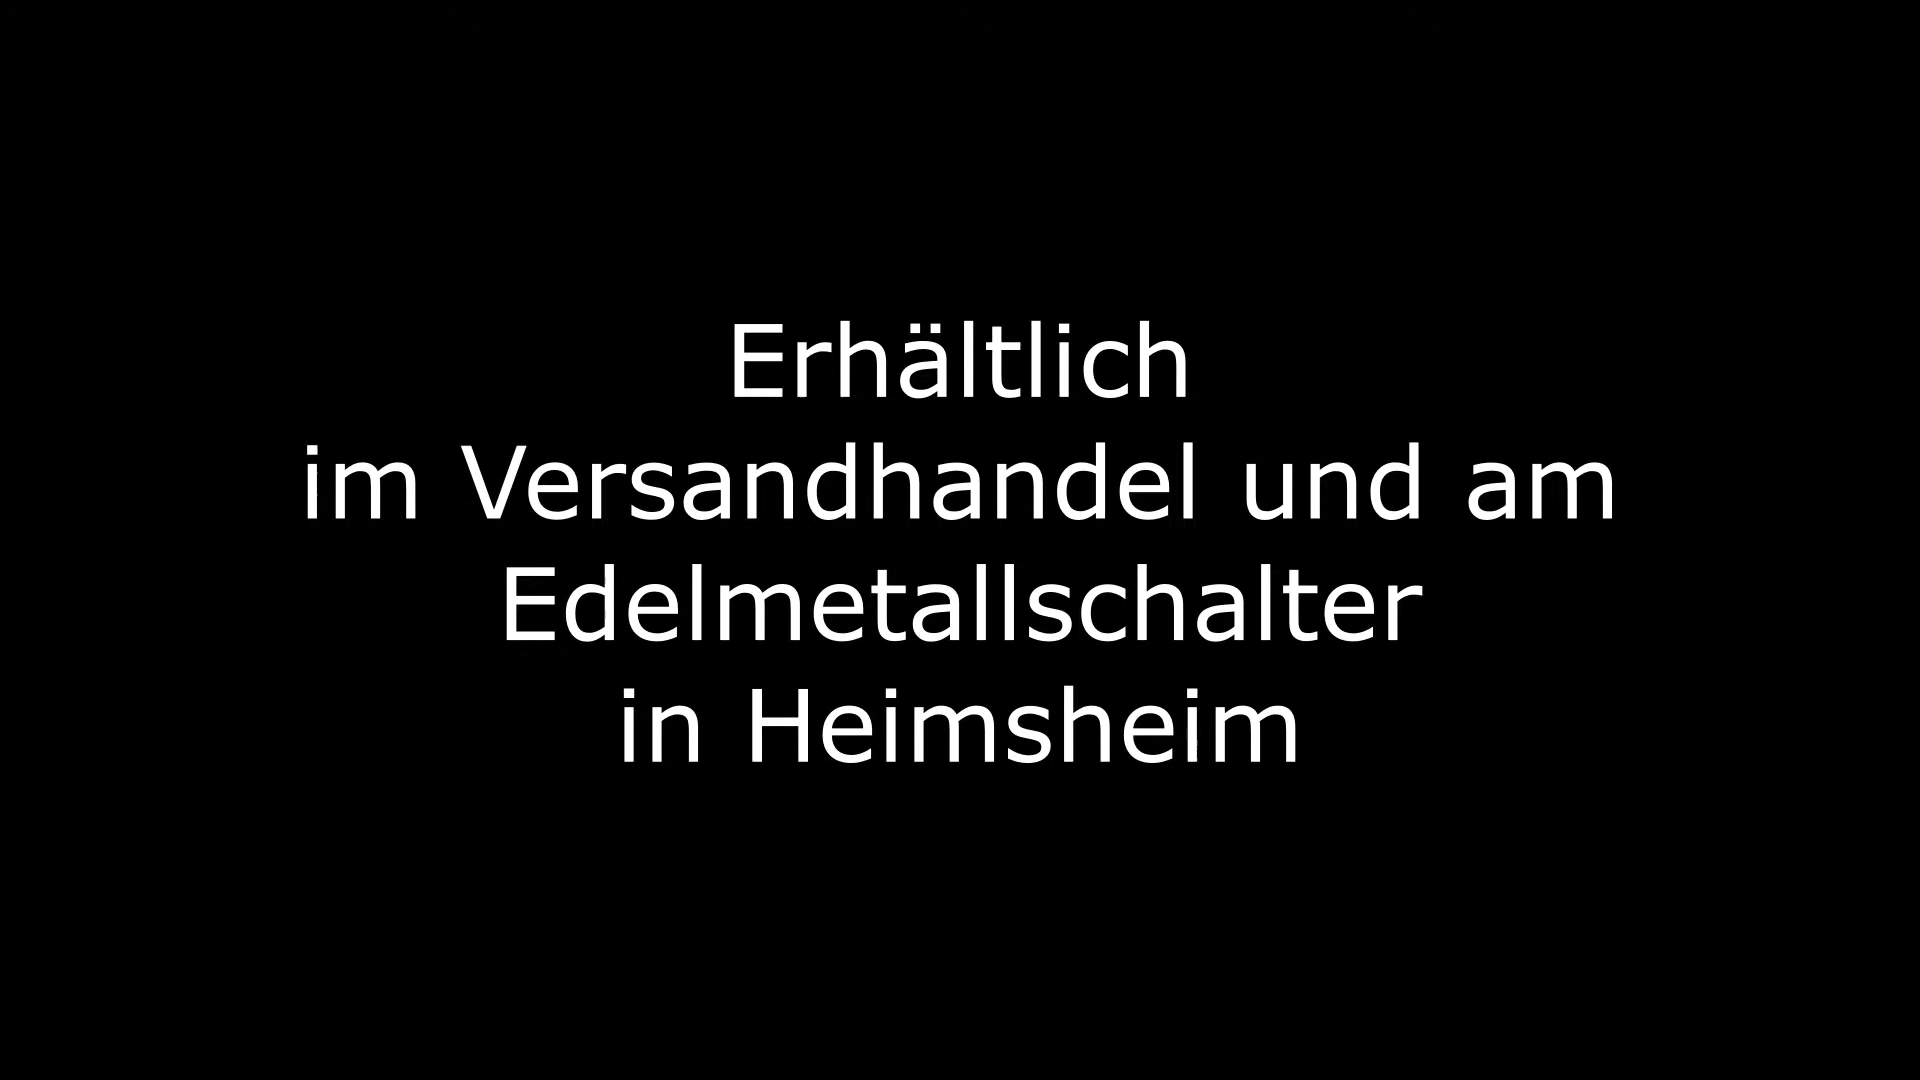 Erhältlich
im Versandhandel und am
Edelmetallschalter
in Heimsheim